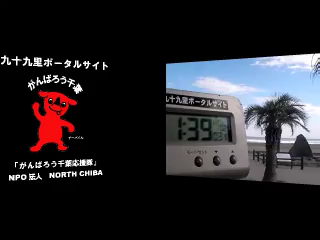 九十九里ポータルサイト
がんばろう千葉
「がんばろう千葉応援隊」
NPO 法人 NORTH CHIBA
九十九里ポータルサイト
1:39